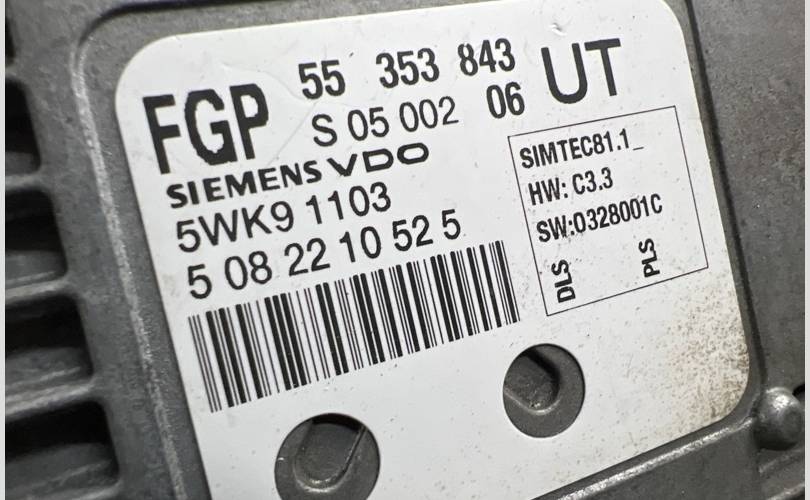 FGP 55 353 843 UT
S 05 002 06
SIEMENS VDO
5WK9 1103
5 08 22 10 52 5
SIMTEC81.1_
HW: C3.3
SW:0328001C
DLS PLS